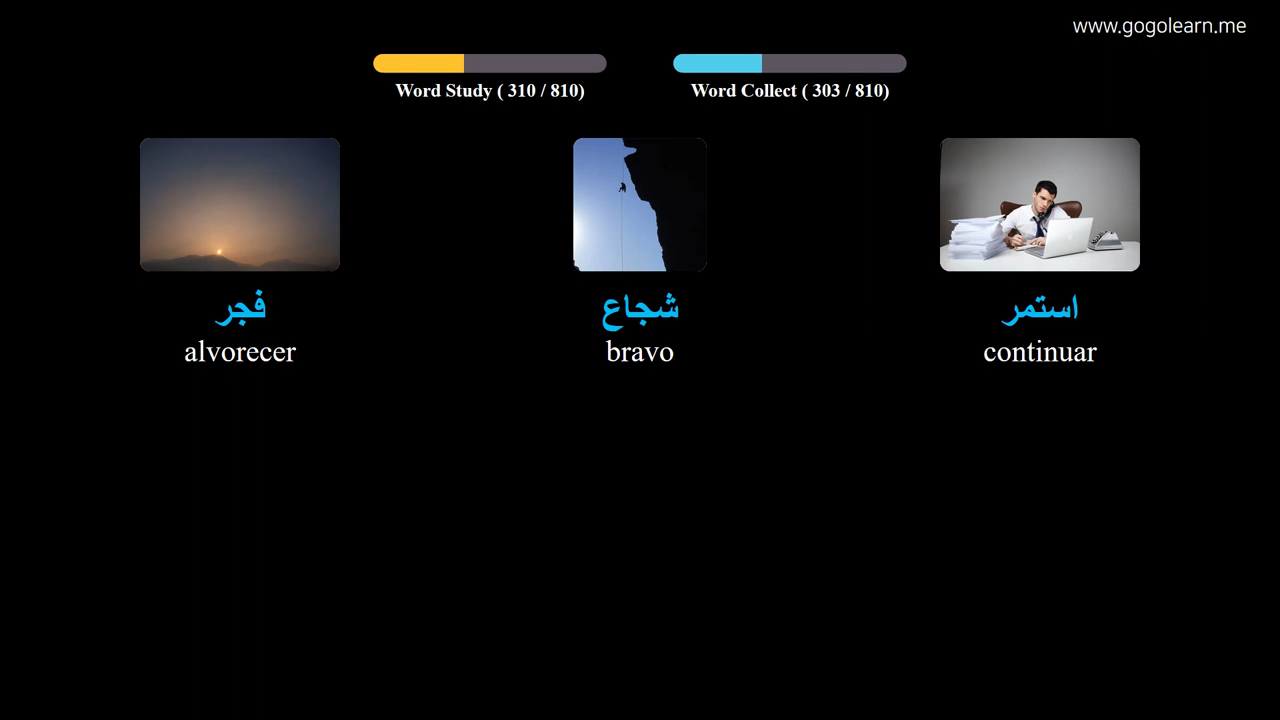 www.gogolearn.me
Word Study ( 310 / 810)
Word Collect ( 303 / 810)
فجر
alvorecer
شجاع
bravo
استمر
continuar